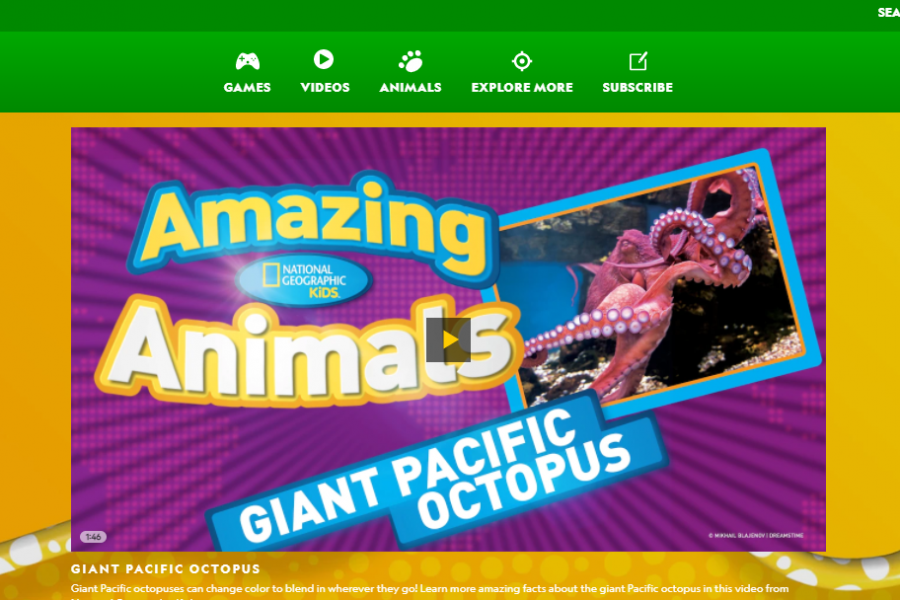 SEA
GAMES
VIDEOS
ANIMALS
EXPLORE MORE
SUBSCRIBE
Amazing
NATIONAL
GEOGRAPHIC
KiDS
Animals
GIANT PACIFIC
OCTOPUS
1:46
© MIKHAIL BLAJENOV | DREAMSTIME
GIANT PACIFIC OCTOPUS
Giant Pacific octopuses can change color to blend in wherever they go! Learn more amazing facts about the giant Pacific octopus in this video from